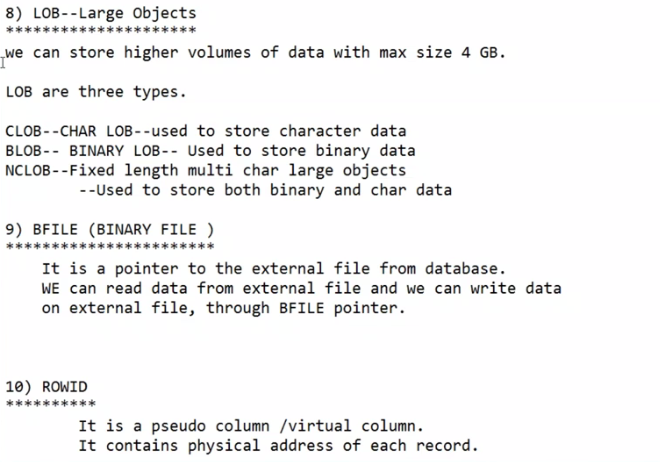 8) LOB--Large Objects
*********************
we can store higher volumes of data with max size 4 GB.
LOB are three types.
CLOB--CHAR LOB--used to store character data
BLOB-- BINARY LOB-- Used to store binary data
NCLOB--Fixed length multi char large objects
--Used to store both binary and char data
9) BFILE (BINARY FILE )
***********************
It is a pointer to the external file from database.
WE can read data from external file and we can write data
on external file, through BFILE pointer.
10) ROWID
**********
It is a pseudo column /virtual column.
It contains physical address of each record.